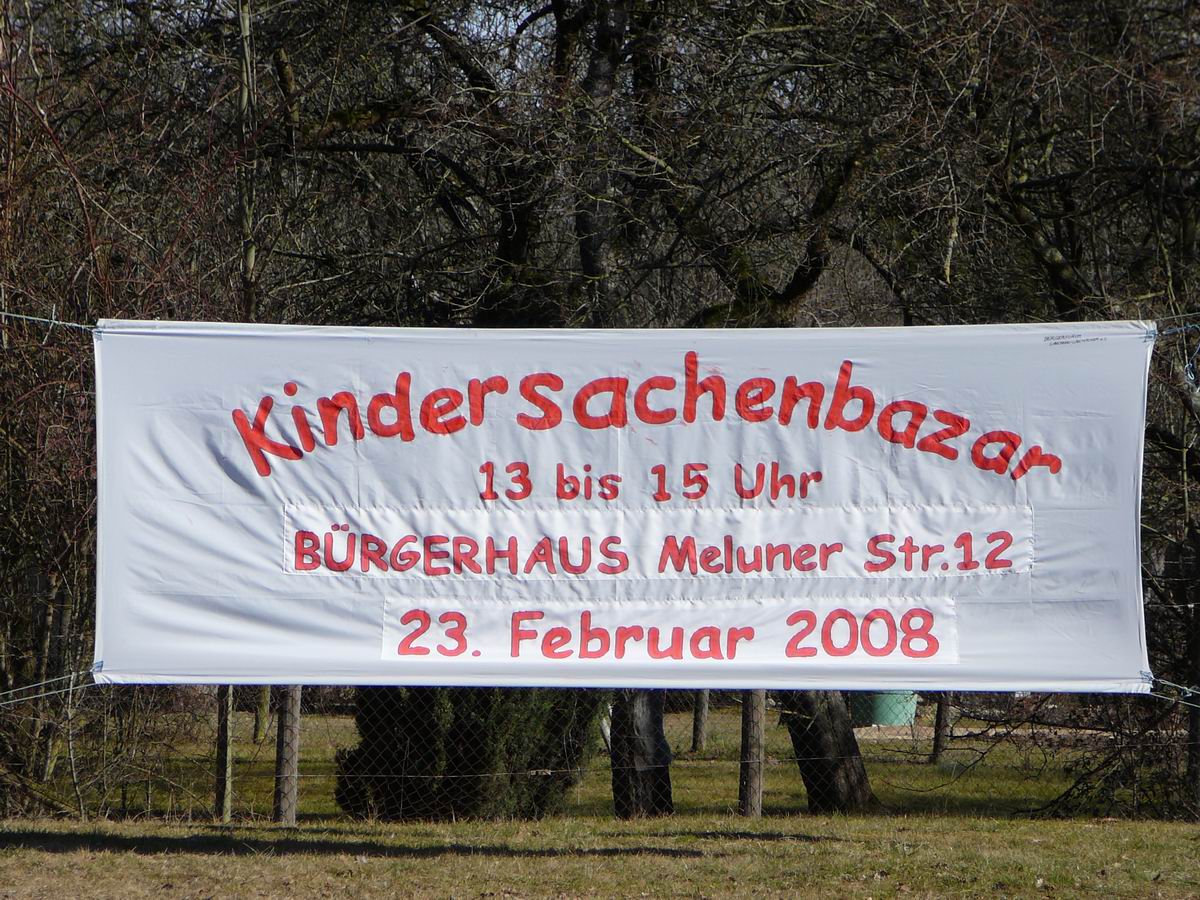 Kindersachenbazar
13 bis 15 Uhr
BÜRGERHAUS Meluner Str.12
23. Februar 2008